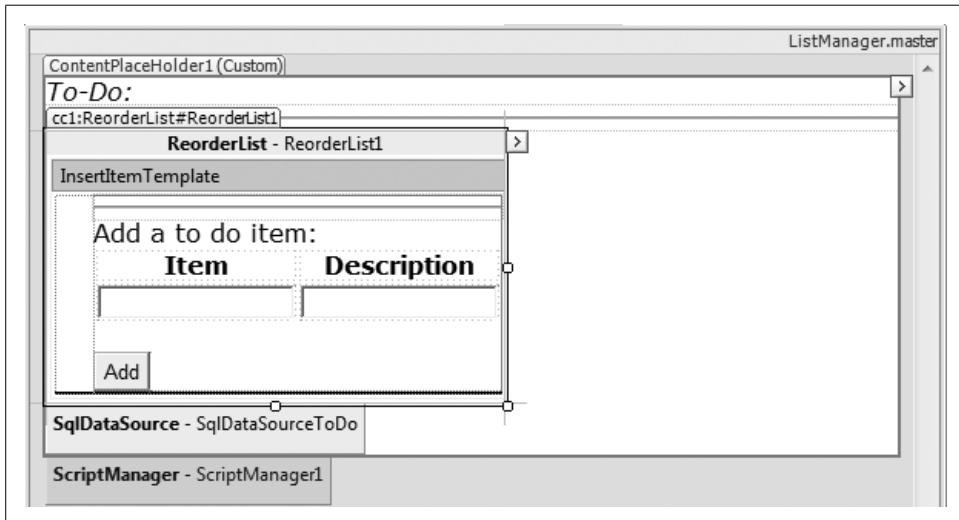 ListManager.master
ContentPlaceHolder1 (Custom)
To-Do:
cc1:ReorderList#ReorderList1
ReorderList - ReorderList1
InsertItemTemplate
Add a to do item:
Item Description
Add
SqlDataSource - SqlDataSourceToDo
ScriptManager - ScriptManager1